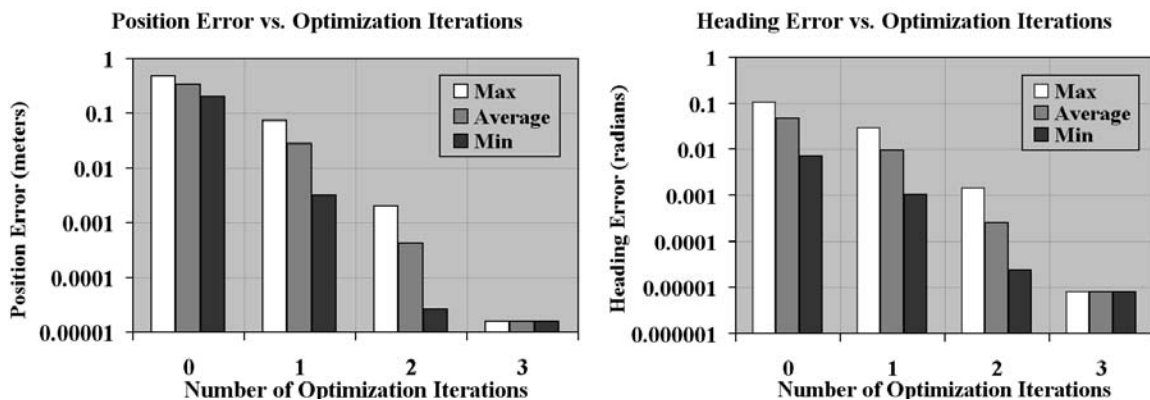 Position Error vs. Optimization Iterations
Position Error (meters)
1
0.1
0.01
0.001
0.0001
0.00001
Max
Average
Min
0 1 2 3
Number of Optimization Iterations
Heading Error vs. Optimization Iterations
Heading Error (radians)
1
0.1
0.01
0.001
0.0001
0.00001
0.000001
Max
Average
Min
0 1 2 3
Number of Optimization Iterations